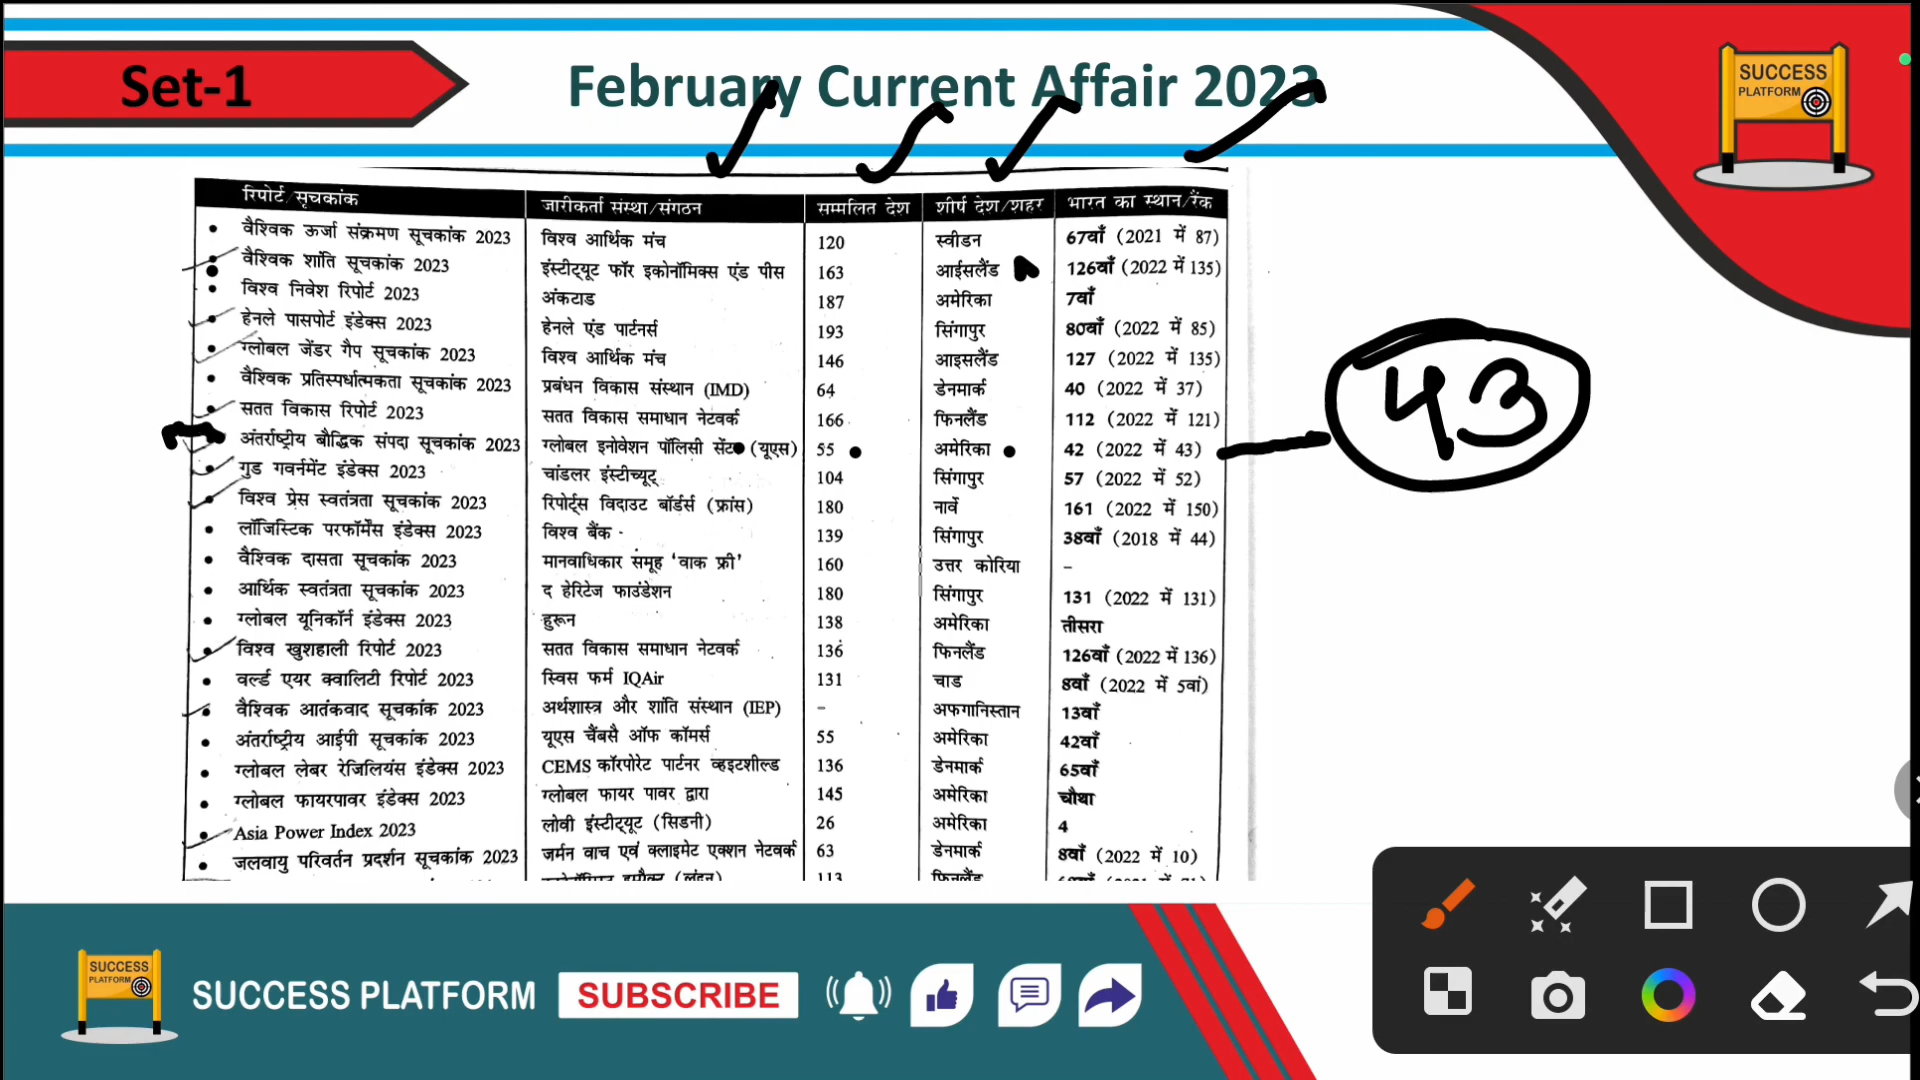 Set-1
February Current Affair 2023
SUCCESS
PLATFORM
रिपोर्ट/सूचकांक जारीकर्ता संस्था/संगठन सम्मलित देश शीर्ष देश/शहर भारत का स्थान/रैंक
• वैश्विक ऊर्जा संक्रमण सूचकांक 2023 विश्व आर्थिक मंच 120 स्वीडन 67वाँ (2021 में 87)
• वैश्विक शांति सूचकांक 2023 इंस्टीट्यूट फॉर इकोनॉमिक्स एंड पीस 163 आईसलैंड 126वाँ (2022 में 135)
• विश्व निवेश रिपोर्ट 2023 अंकटाड 187 अमेरिका 7वाँ
• हेनले पासपोर्ट इंडेक्स 2023 हेनले एंड पार्टनर्स 193 सिंगापुर 80वाँ (2022 में 85)
• ग्लोबल जेंडर गैप सूचकांक 2023 विश्व आर्थिक मंच 146 आइसलैंड 127 (2022 में 135)
• वैश्विक प्रतिस्पर्धात्मकता सूचकांक 2023 प्रबंधन विकास संस्थान (IMD) 64 डेनमार्क 40 (2022 में 37)
• सतत विकास रिपोर्ट 2023 सतत विकास समाधान नेटवर्क 166 फिनलैंड 112 (2022 में 121)
• अंतर्राष्ट्रीय बौद्धिक संपदा सूचकांक 2023 ग्लोबल इनोवेशन पॉलिसी (यूएस) 55 अमेरिका 42 (2022 में 43)
43
• गुड गवर्नमेंट इंडेक्स 2023 चांडलर इंस्टीच्यूट् 104 सिंगापुर 57 (2022 में 52)
• विश्व प्रेस स्वतंत्रता सूचकांक 2023 रिपोर्ट्स विदाउट बॉर्डर्स (फ्रांस) 180 नार्वे 161 (2022 में 150)
• लॉजिस्टिक परफॉर्मेंस इंडेक्स 2023 विश्व बैंक 139 सिंगापुर 38वाँ (2018 में 44)
• वैश्विक दासता सूचकांक 2023 मानवाधिकार समूह 'वाक फ्री' 160 उत्तर कोरिया –
• आर्थिक स्वतंत्रता सूचकांक 2023 द हेरिटेज फाउंडेशन 180 सिंगापुर 131 (2022 में 131)
• ग्लोबल यूनिकॉर्न इंडेक्स 2023 हुरून 138 अमेरिका तीसरा
• विश्व खुशहाली रिपोर्ट 2023 सतत विकास समाधान नेटवर्क 136 फिनलैंड 126वाँ (2022 में 136)
• वर्ल्ड एयर क्वालिटी रिपोर्ट 2023 स्विस फर्म IQAir 131 चाड 8वाँ (2022 में 5वां)
• वैश्विक आतंकवाद सूचकांक 2023 अर्थशास्त्र और शांति संस्थान (IEP) – अफगानिस्तान 13वाँ
• अंतर्राष्ट्रीय आईपी सूचकांक 2023 यूएस चैंबसै ऑफ कॉमर्स 55 अमेरिका 42वाँ
• ग्लोबल लेबर रेजिलियंस इंडेक्स 2023 CEMS कॉरपोरेट पार्टनर व्हाइटशील्ड 136 डेनमार्क 65वाँ
• ग्लोबल फायरपावर इंडेक्स 2023 ग्लोबल फायर पावर द्वारा 145 अमेरिका चौथा
• Asia Power Index 2023 लोवी इंस्टीट्यूट (सिडनी) 26 अमेरिका 4
• जलवायु परिवर्तन प्रदर्शन सूचकांक 2023 जर्मन वाच एवं क्लाइमेट एक्शन नेटवर्क 63 डेनमार्क 8वाँ (2022 में 10)
113 फिनलैंड
SUCCESS
PLATFORM
SUCCESS PLATFORM SUBSCRIBE